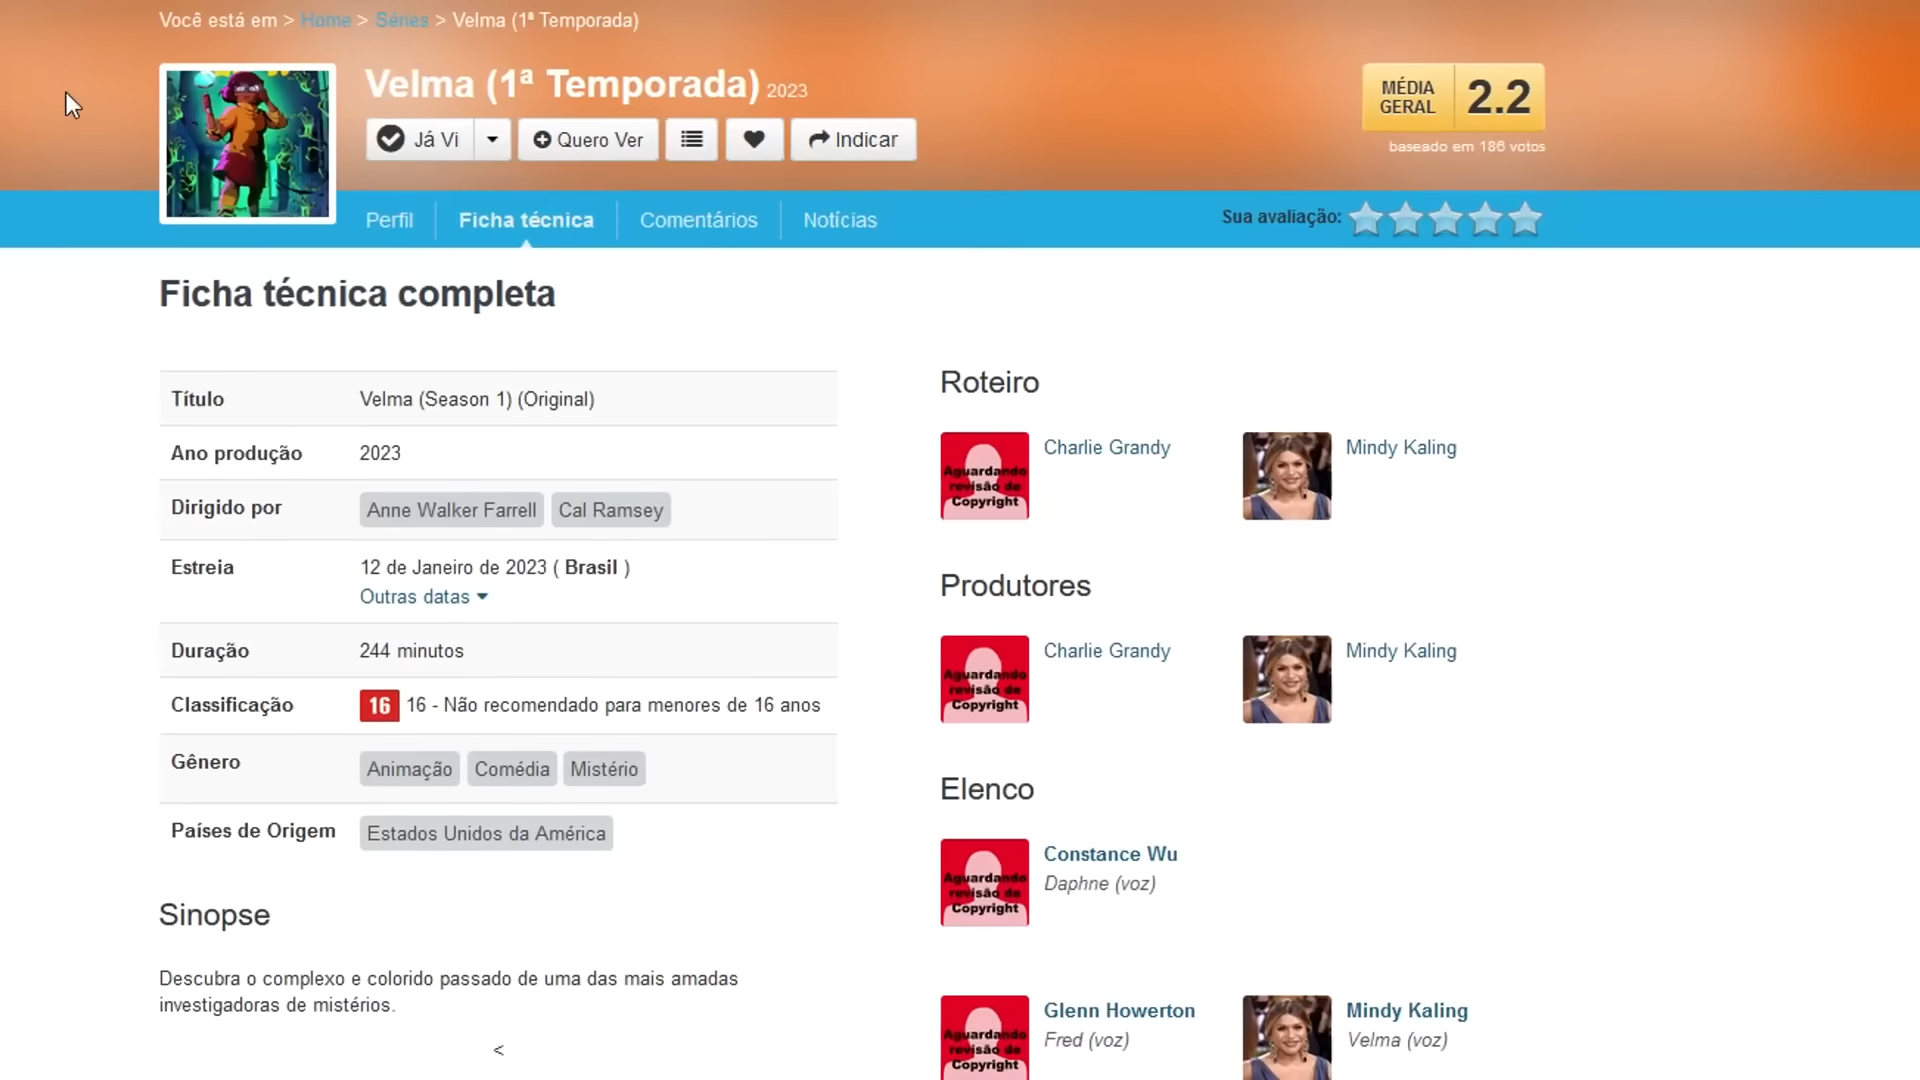 Você está em > Home > Séries > Velma (1ª Temporada)
Velma (1ª Temporada) 2023
Já Vi
Quero Ver
Indicar
MÉDIA GERAL 2.2
baseado em 186 votos
Perfil
Ficha técnica
Comentários
Notícias
Sua avaliação:
Ficha técnica completa
Título Velma (Season 1) (Original)
Ano produção 2023
Dirigido por Anne Walker Farrell Cal Ramsey
Estreia 12 de Janeiro de 2023 ( Brasil )
Outras datas
Duração 244 minutos
Classificação 16 16 - Não recomendado para menores de 16 anos
Gênero Animação Comédia Mistério
Países de Origem Estados Unidos da América
Sinopse
Descubra o complexo e colorido passado de uma das mais amadas
investigadoras de mistérios.
<
Roteiro
Aguardando
revisão de
Copyright
Charlie Grandy
Mindy Kaling
Produtores
Aguardando
revisão de
Copyright
Charlie Grandy
Mindy Kaling
Elenco
Aguardando
revisão de
Copyright
Constance Wu
Daphne (voz)
Aguardando
revisão de
Copyright
Glenn Howerton
Fred (voz)
Mindy Kaling
Velma (voz)